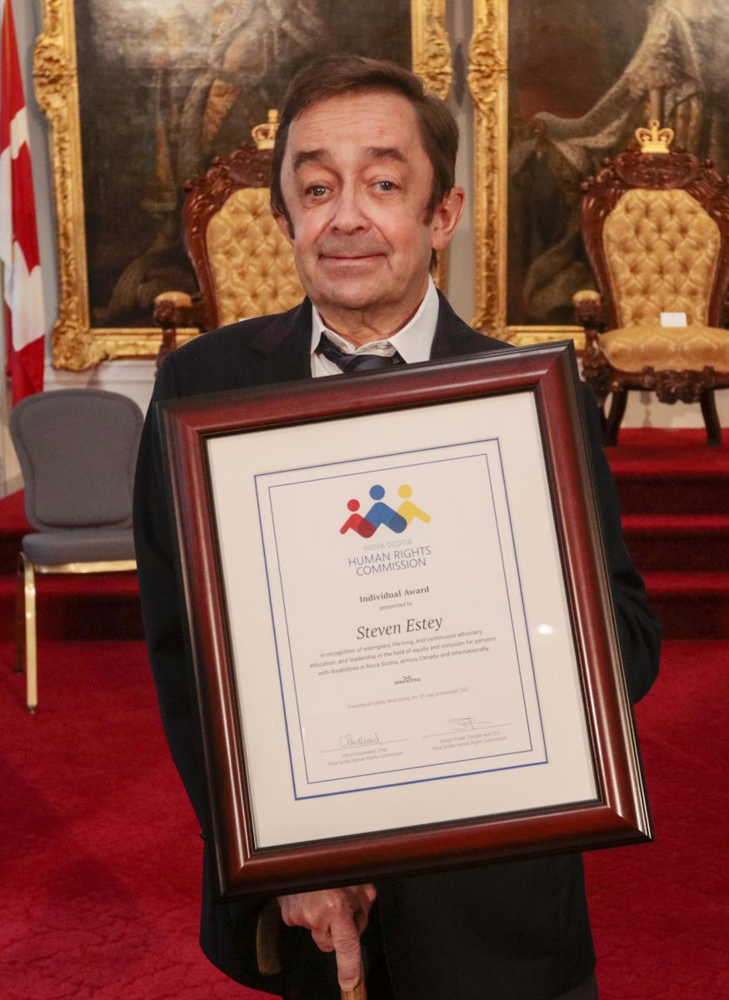 NOVA SCOTIA
HUMAN RIGHTS
COMMISSION
Individual Award
presented to
Steven Estey
in recognition of exemplary, life-long, and continuous advocacy,
education, and leadership in the field of equity and inclusion for persons
with disabilities in Nova Scotia, across Canada and internationally.
NOVA SCOTIA
Presented at Halifax, Nova Scotia, the 10th Day of December, 2021
Cheryl Knockwood, Chair
Nova Scotia Human Rights Commission
Joseph Fraser, Director and CEO
Nova Scotia Human Rights Commission